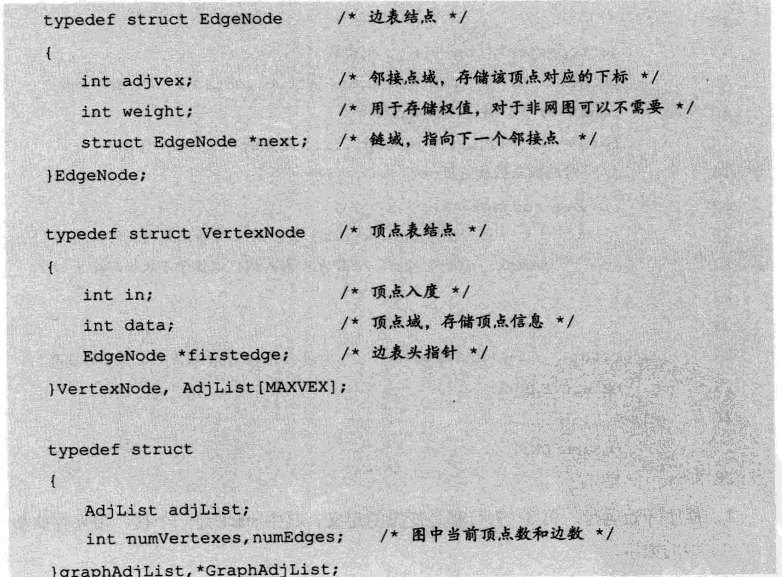 typedef struct EdgeNode /* 边表结点 */
{
int adjvex; /* 邻接点域，存储该顶点对应的下标 */
int weight; /* 用于存储权值，对于非网图可以不需要 */
struct EdgeNode *next; /* 链域，指向下一个邻接点 */
}EdgeNode;
typedef struct VertexNode /* 顶点表结点 */
{
int in; /* 顶点入度 */
int data; /* 顶点域，存储顶点信息 */
EdgeNode *firstedge; /* 边表头指针 */
}VertexNode, AdjList[MAXVEX];
typedef struct
{
AdjList adjList;
int numVertexes,numEdges; /* 图中当前顶点数和边数 */
}graphAdjList,*GraphAdjList;